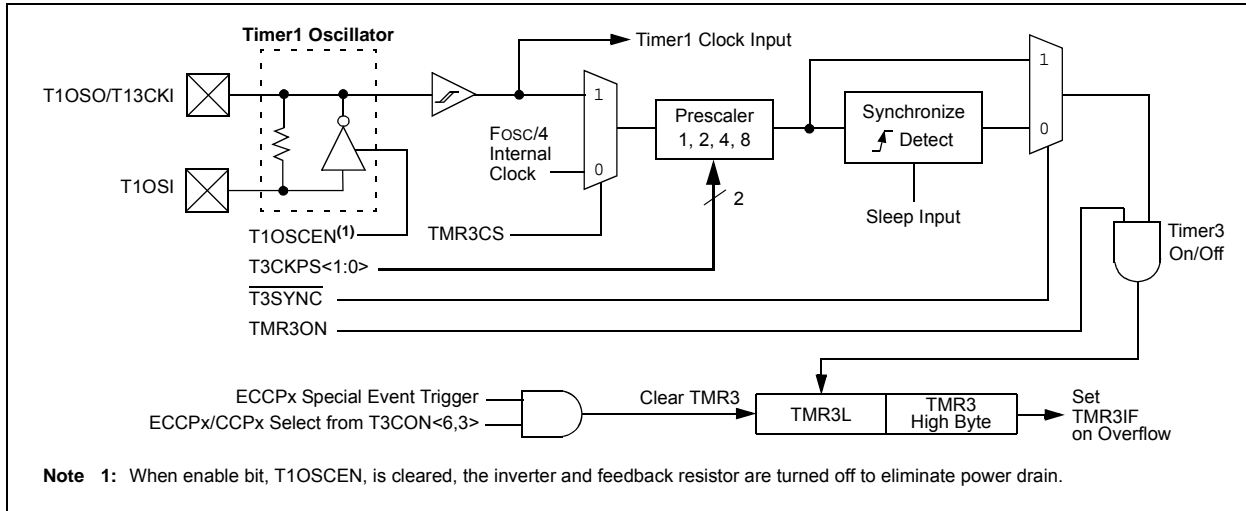 Timer1 Oscillator
Timer1 Clock Input
T1OSO/T13CKI
T1OSI
FOSC/4
Internal
Clock
1
0
Prescaler
1, 2, 4, 8
2
Synchronize
Detect
1
0
Sleep Input
T1OSCEN(1)
TMR3CS
T3CKPS<1:0>
T3SYNC
TMR3ON
Timer3
On/Off
ECCPx Special Event Trigger
ECCPx/CCPx Select from T3CON<6,3>
Clear TMR3
TMR3L
TMR3
High Byte
Set
TMR3IF
on Overflow
Note 1: When enable bit, T1OSCEN, is cleared, the inverter and feedback resistor are turned off to eliminate power drain.